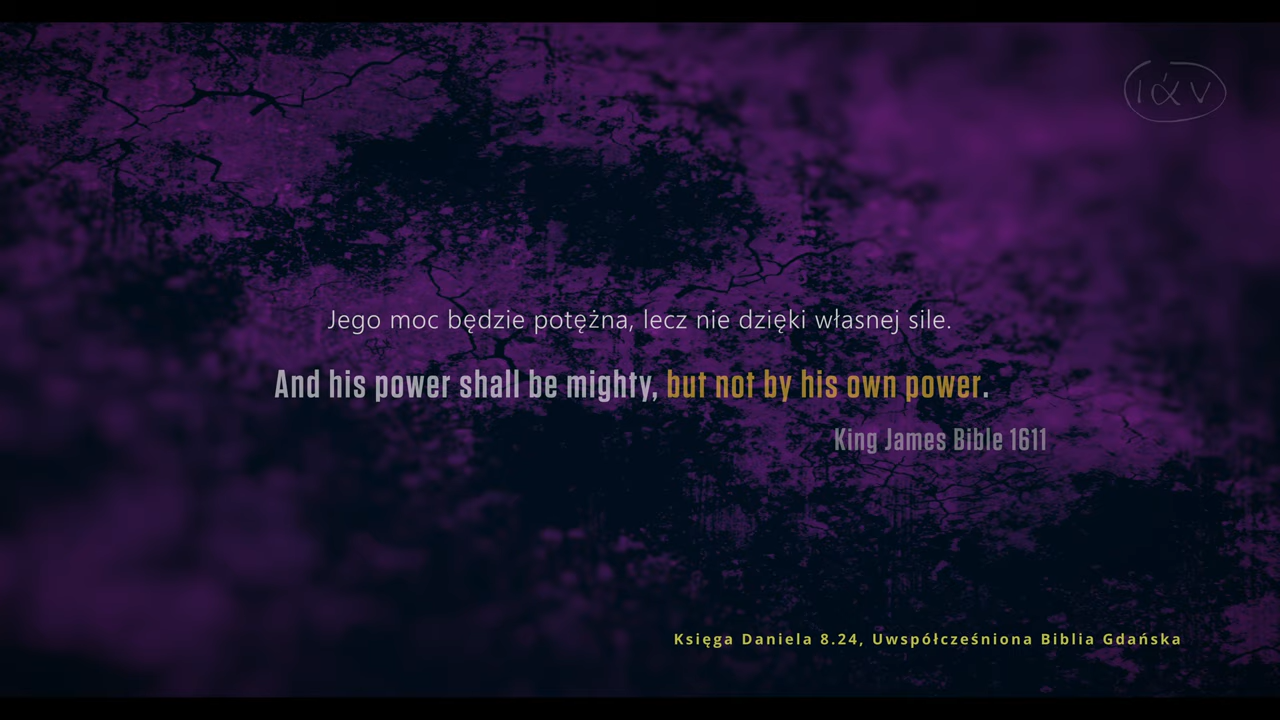 Jego moc będzie potężna, lecz nie dzięki własnej sile.
And his power shall be mighty, but not by his own power.
King James Bible 1611
Księga Daniela 8.24, Uwspółcześniona Biblia Gdańska